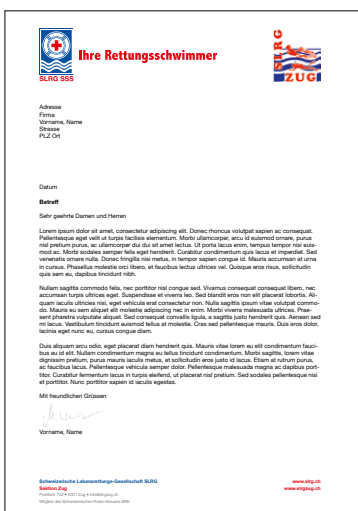 Ihre Rettungsschwimmer
SLRG SSS
SLRG
ZUG
Adresse
Firma
Vorname, Name
Strasse
PLZ Ort
Datum
Betreff
Sehr geehrte Damen und Herren
Lorem ipsum dolor sit amet, consectetur adipiscing elit. Donec rhoncus volutpat sapien ac consequat.
Pellentesque eget velit ut turpis facilisis elementum. Morbi ullamcorper, arcu id euismod ornare, purus
nisl pretium purus, ac ullamcorper dui dui sit amet lectus. Ut porta lacus enim, tempus tempor nisi euis-
mod ac. Morbi sodales semper felis eget hendrerit. Curabitur condimentum quis lacus et imperdiet. Sed
venenatis ornare nulla. Donec fringilla nisi metus, in tempor sapien congue id. Mauris accumsan at urna
in cursus. Phasellus molestie orci libero, et faucibus lectus ultrices vel. Quisque eros risus, sollicitudin
quis sem eu, dapibus tincidunt nibh.
Nullam sagittis commodo felis, nec porttitor nisl congue sed. Vivamus consequat consequat libero, nec
accumsan turpis ultrices eget. Suspendisse et viverra leo. Sed blandit eros non elit placerat lobortis. Ali-
quam iaculis ultricies nisi, eget vehicula erat consectetur non. Nulla sagittis ipsum vitae volutpat commo-
do. Mauris eu sem aliquet elit molestie adipiscing nec in enim. Morbi viverra malesuada ultrices. Prae-
sent pharetra vulputate aliquet. Sed consequat convallis ligula, a sagittis justo hendrerit quis. Aenean sed
mi lacus. Vestibulum tincidunt euismod tellus at molestie. Cras sed pellentesque mauris. Duis eros dolor,
lacinia eget nunc eu, cursus congue diam.
Duis aliquam arcu odio, eget placerat diam hendrerit quis. Mauris vitae lorem eu elit condimentum fauci-
bus eu id elit. Nullam condimentum magna eu tellus tincidunt condimentum. Morbi sagittis, lorem vitae
dignissim pretium, purus mauris iaculis metus, et sollicitudin eros justo id lacus. Etiam at rutrum purus,
ac faucibus lacus. Pellentesque vehicula semper dolor. Pellentesque malesuada magna ac dapibus port-
titor. Curabitur fermentum lacus in turpis eleifend, ut placerat nisl pretium. Sed sodales pellentesque nisi
et porttitor. Nunc porttitor sapien id iaculis egestas.
Mit freundlichen Grüssen
Vorname, Name
Schweizerische Lebensrettungs-Gesellschaft SLRG
www.slrg.ch
Sektion Zug
www.slrgzug.ch
Postfach 742 • 6301 Zug • info@slrgzug.ch
Mitglied des Schweizerischen Roten Kreuzes SRK